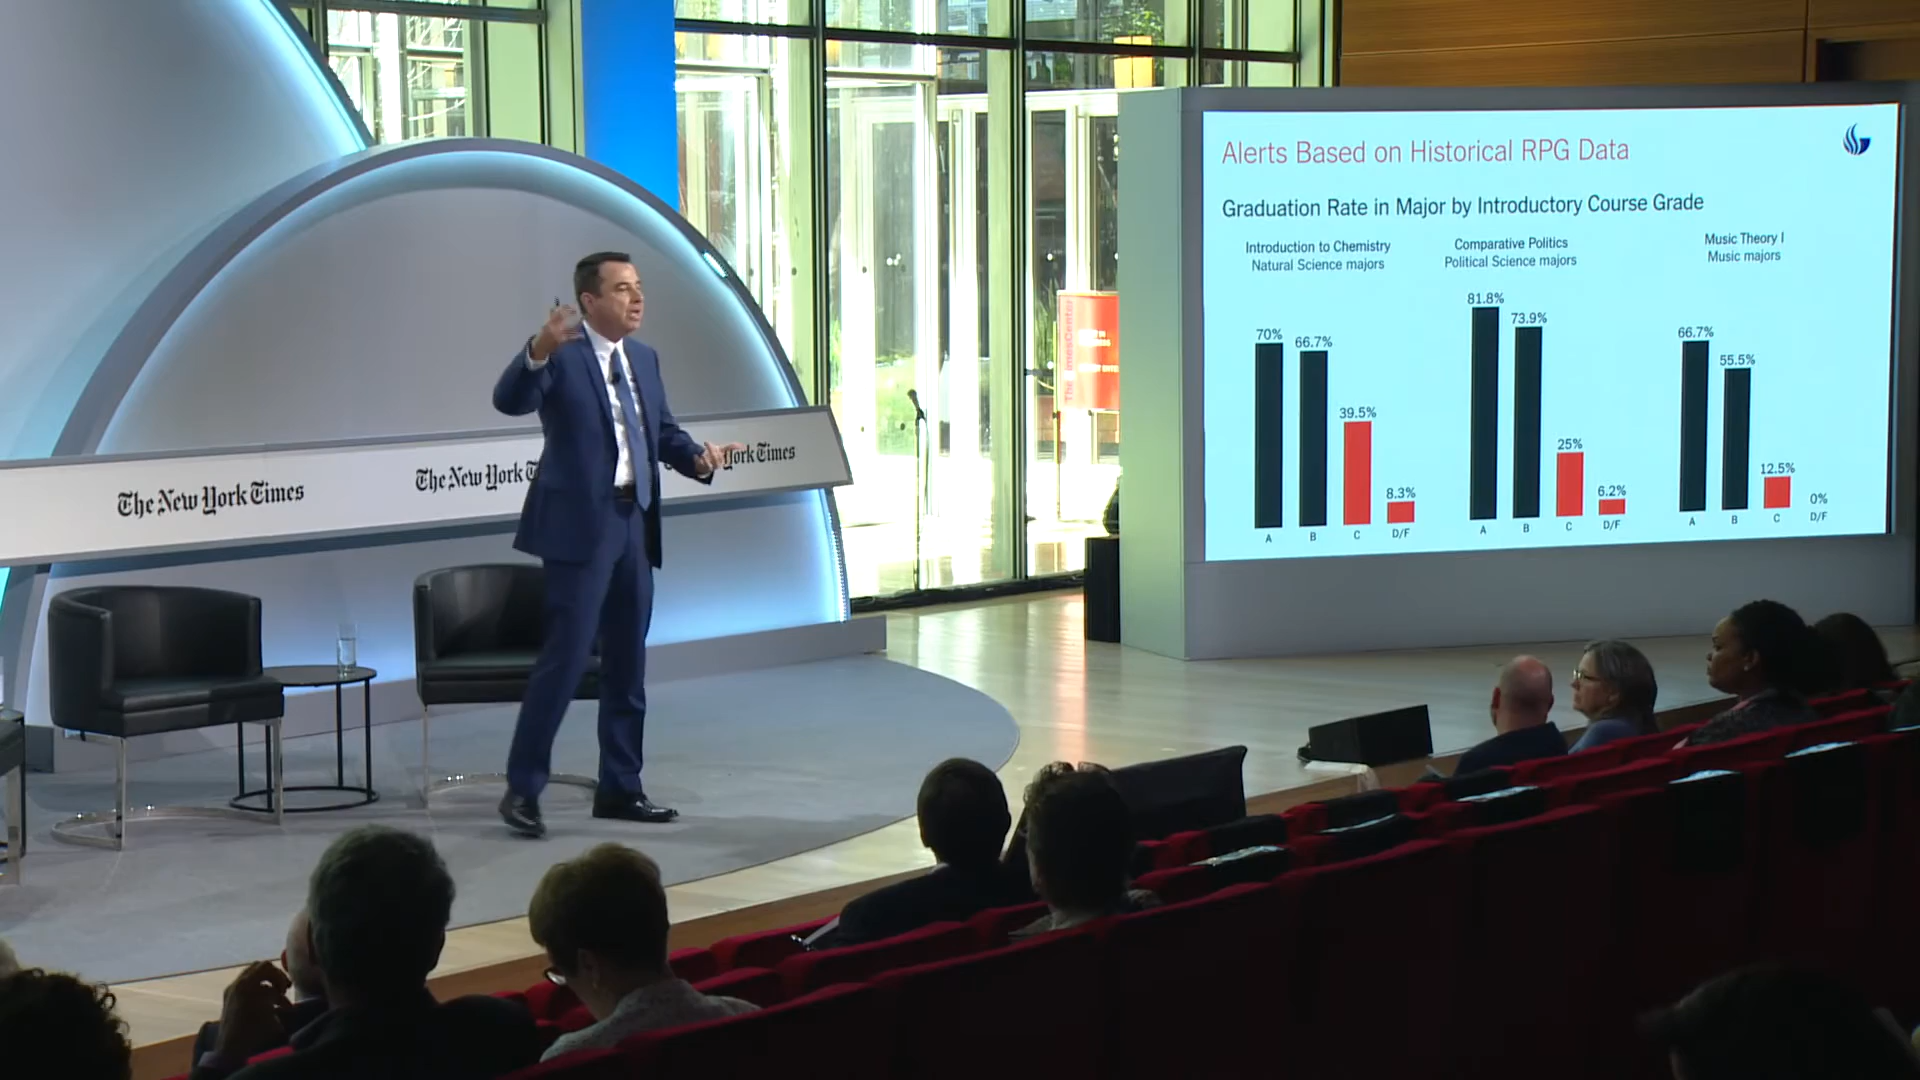 Alerts Based on Historical RPG Data
Graduation Rate in Major by Introductory Course Grade
Introduction to Chemistry
Natural Science majors
70%
66.7%
39.5%
8.3%
A B C D/F
Comparative Politics
Political Science majors
81.8%
73.9%
25%
6.2%
A B C D/F
Music Theory I
Music majors
66.7%
55.5%
12.5%
0%
A B C D/F
The New York Times
The New York T
York Times
The TimesCenter